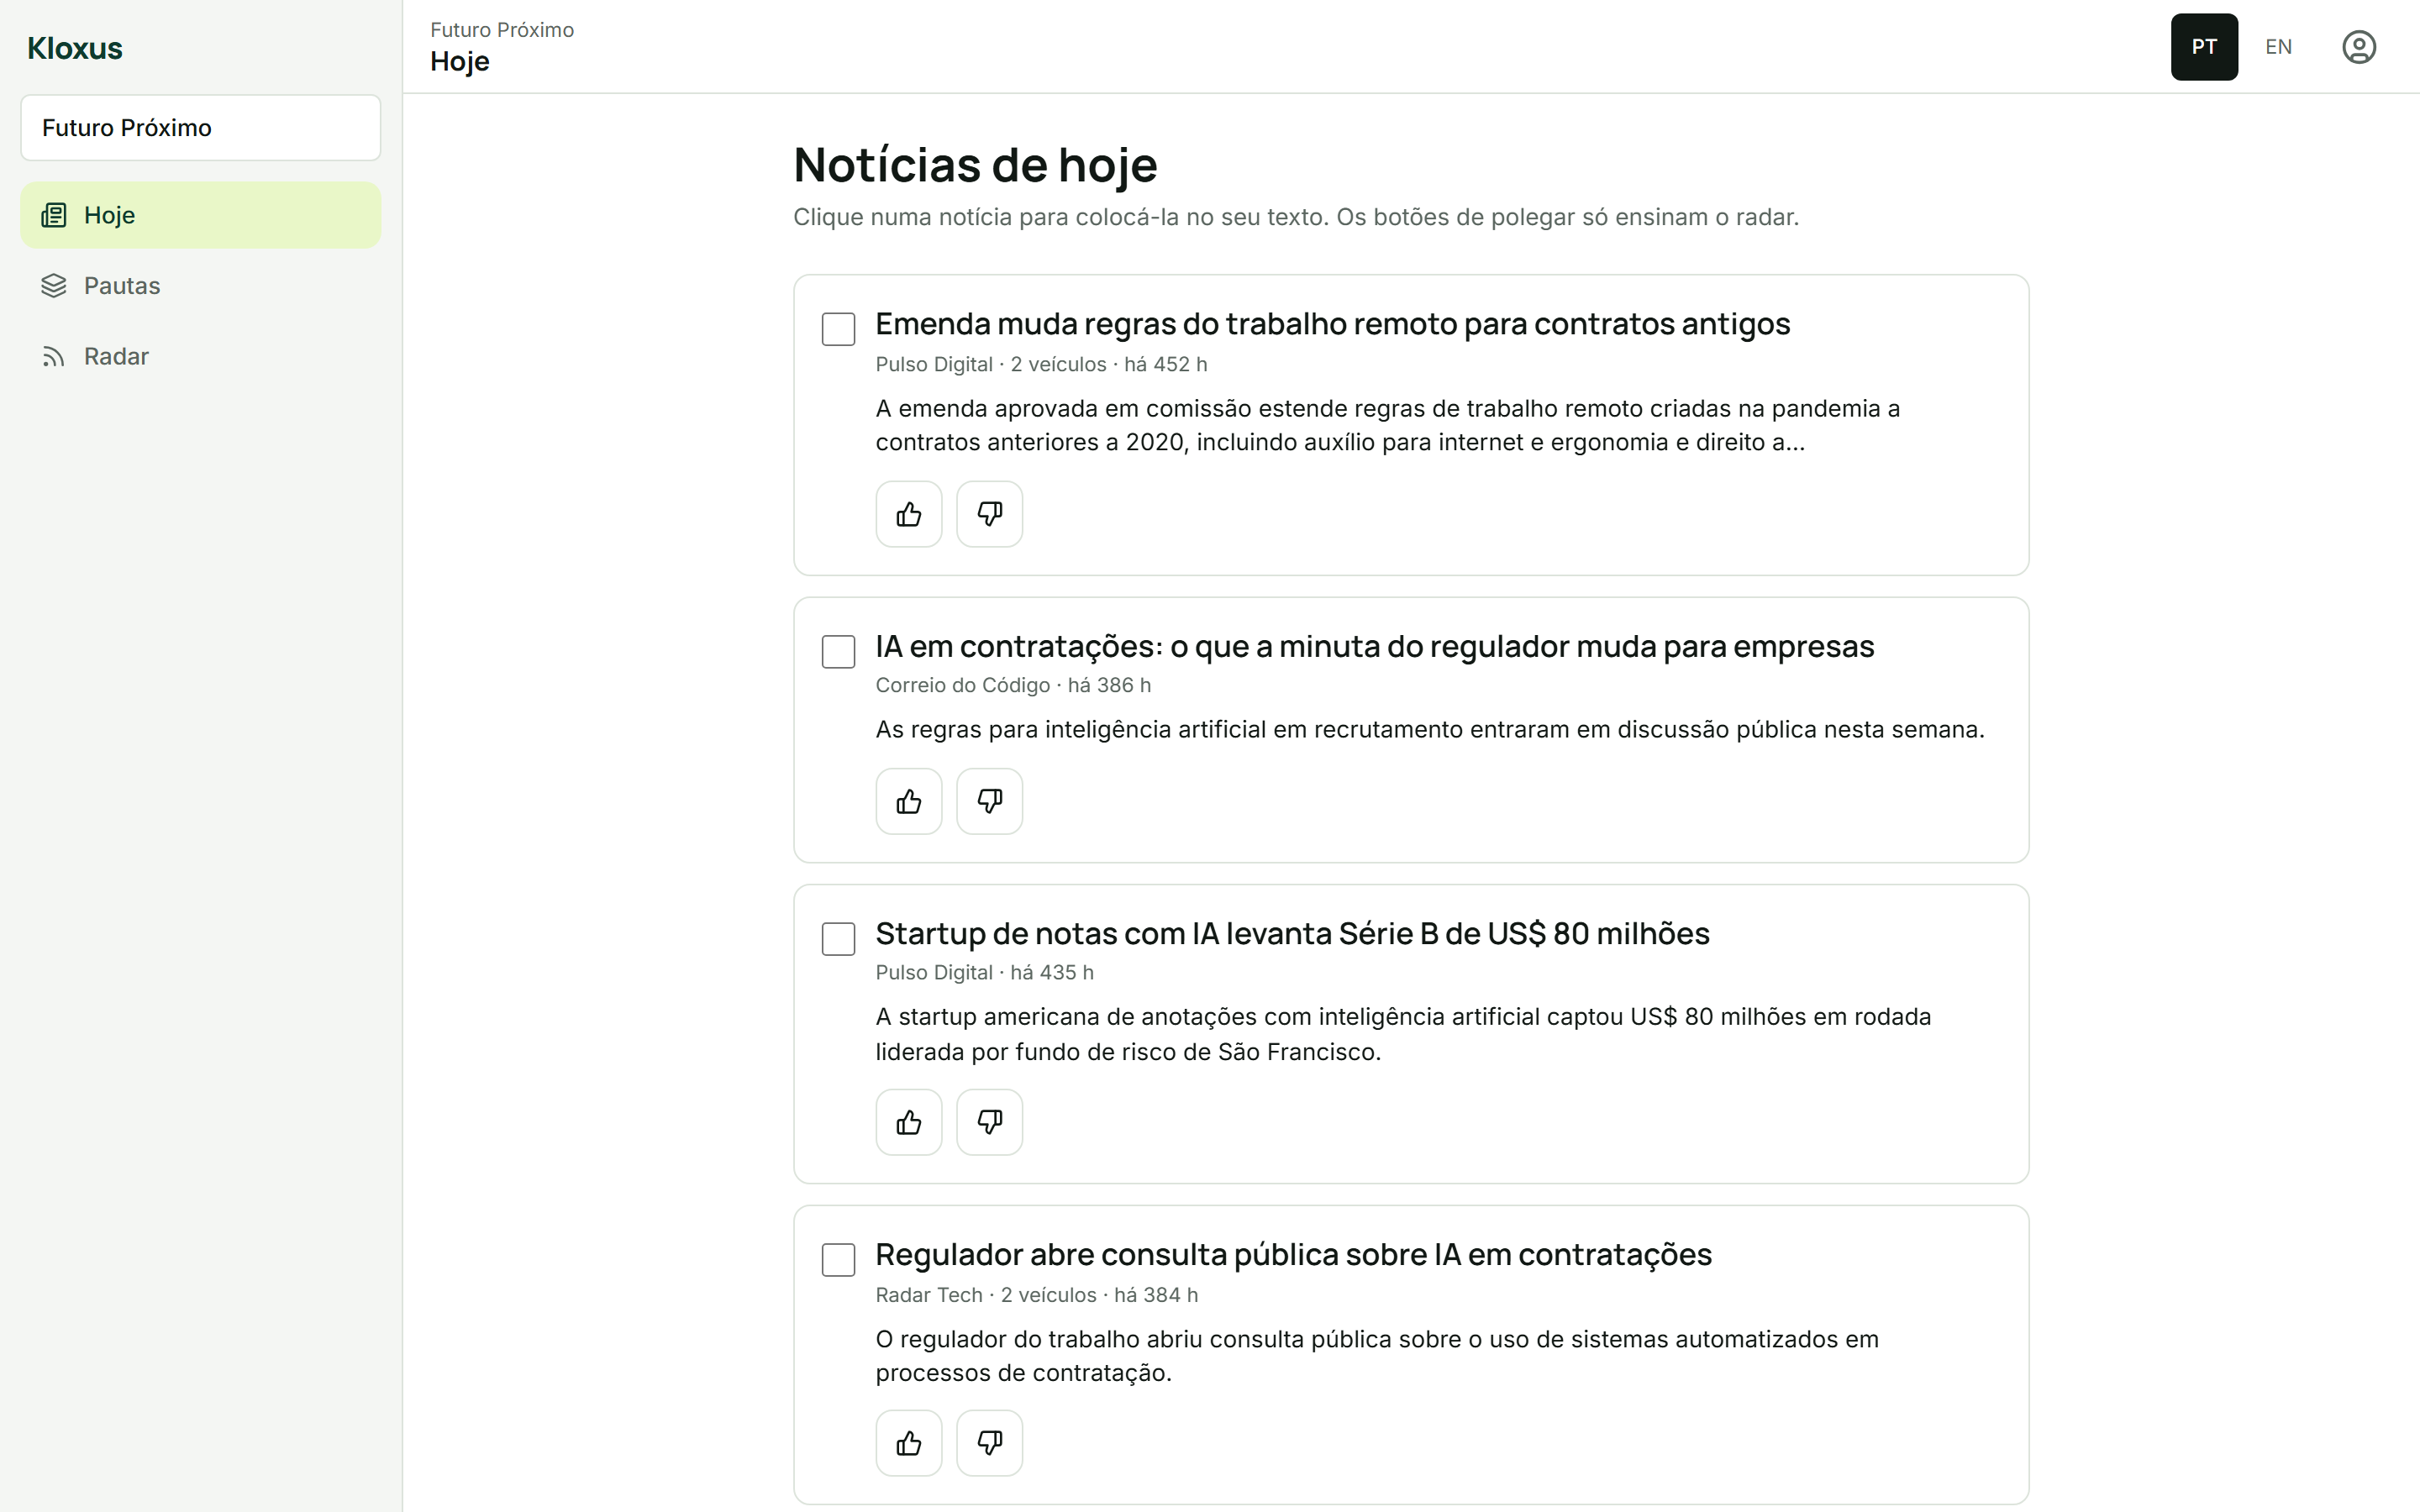 Kloxus
Futuro Próximo
Hoje
Pautas
Radar
Futuro Próximo
Hoje
PT
EN
Notícias de hoje
Clique numa notícia para colocá-la no seu texto. Os botões de polegar só ensinam o radar.
Emenda muda regras do trabalho remoto para contratos antigos
Pulso Digital · 2 veículos · há 452 h
A emenda aprovada em comissão estende regras de trabalho remoto criadas na pandemia a
contratos anteriores a 2020, incluindo auxílio para internet e ergonomia e direito a...
IA em contratações: o que a minuta do regulador muda para empresas
Correio do Código · há 386 h
As regras para inteligência artificial em recrutamento entraram em discussão pública nesta semana.
Startup de notas com IA levanta Série B de US$ 80 milhões
Pulso Digital · há 435 h
A startup americana de anotações com inteligência artificial captou US$ 80 milhões em rodada
liderada por fundo de risco de São Francisco.
Regulador abre consulta pública sobre IA em contratações
Radar Tech · 2 veículos · há 384 h
O regulador do trabalho abriu consulta pública sobre o uso de sistemas automatizados em
processos de contratação.